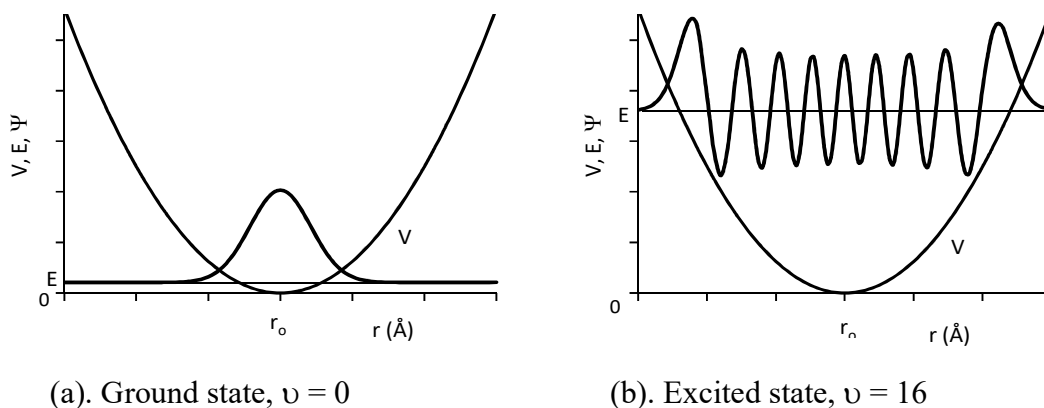 V, E, Ψ
E
0
V
r₀
r (Å)
(a). Ground state, υ = 0
V, E, Ψ
E
0
V
r₀
r (Å)
(b). Excited state, υ = 16